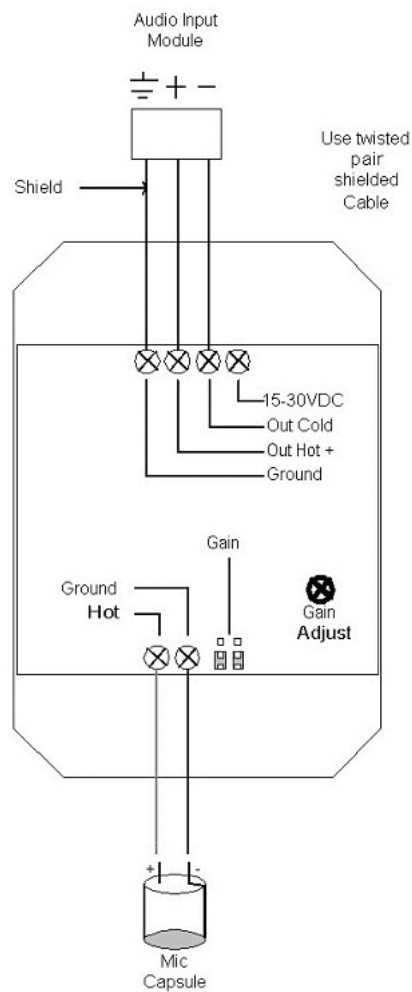 Audio Input
Module
+ −
Use twisted
pair
shielded
Cable
Shield
15-30VDC
Out Cold
Out Hot +
Ground
Gain
Ground
Hot
Gain
Adjust
+ -
Mic
Capsule